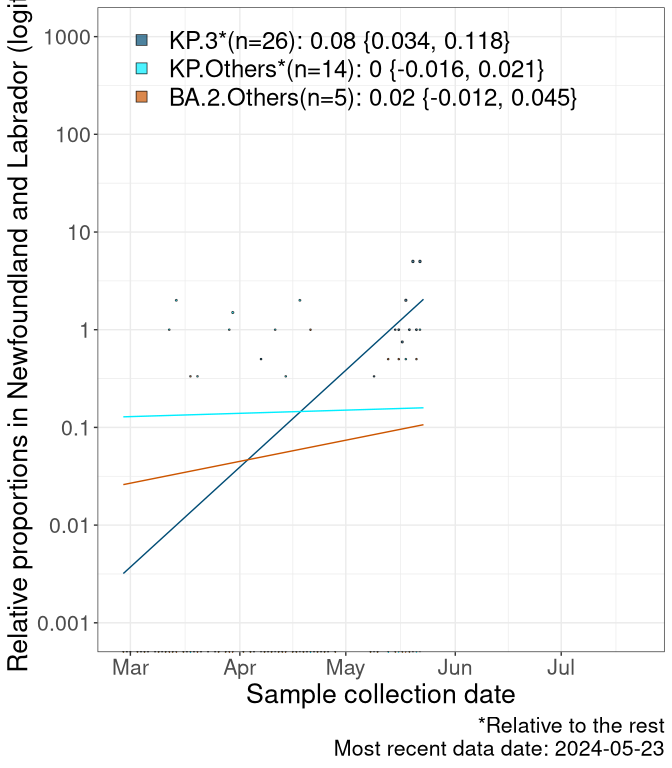 KP.3*(n=26): 0.08 {0.034, 0.118}
KP.Others*(n=14): 0 {-0.016, 0.021}
BA.2.Others(n=5): 0.02 {-0.012, 0.045}
Relative proportions in Newfoundland and Labrador (logit
1000
100
10
1
0.1
0.01
0.001
Mar Apr May Jun Jul
Sample collection date
*Relative to the rest
Most recent data date: 2024-05-23